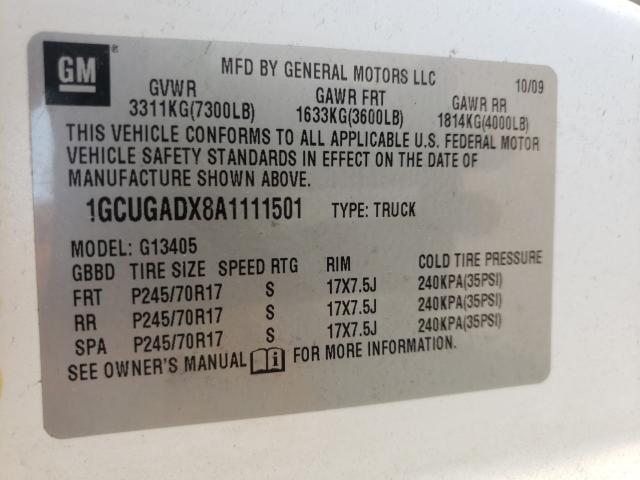 GM ®
MFD BY GENERAL MOTORS LLC
10/09
GVWR GAWR FRT GAWR RR
3311KG(7300LB) 1633KG(3600LB) 1814KG(4000LB)
THIS VEHICLE CONFORMS TO ALL APPLICABLE U.S. FEDERAL MOTOR
VEHICLE SAFETY STANDARDS IN EFFECT ON THE DATE OF
MANUFACTURE SHOWN ABOVE.
1GCUGADX8A1111501 TYPE: TRUCK
MODEL: G13405
GBBD TIRE SIZE SPEED RTG RIM COLD TIRE PRESSURE
FRT P245/70R17 S 17X7.5J 240KPA(35PSI)
RR P245/70R17 S 17X7.5J 240KPA(35PSI)
SPA P245/70R17 S 17X7.5J 240KPA(35PSI)
SEE OWNER'S MANUAL FOR MORE INFORMATION.